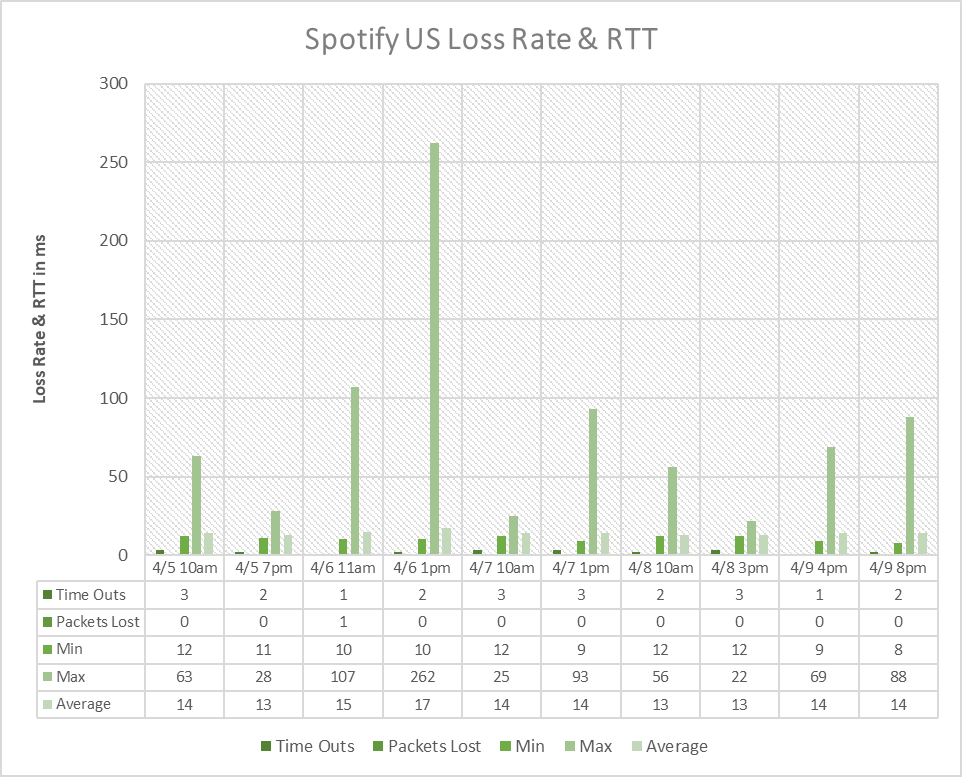 Spotify US Loss Rate & RTT
300
250
200
150
100
50
0
Loss Rate & RTT in ms
4/5 10am 4/5 7pm 4/6 11am 4/6 1pm 4/7 10am 4/7 1pm 4/8 10am 4/8 3pm 4/9 4pm 4/9 8pm
Time Outs 3 2 1 2 3 3 2 3 1 2
Packets Lost 0 0 1 0 0 0 0 0 0 0
Min 12 11 10 10 12 9 12 12 9 8
Max 63 28 107 262 25 93 56 22 69 88
Average 14 13 15 17 14 14 13 13 14 14
Time Outs Packets Lost Min Max Average